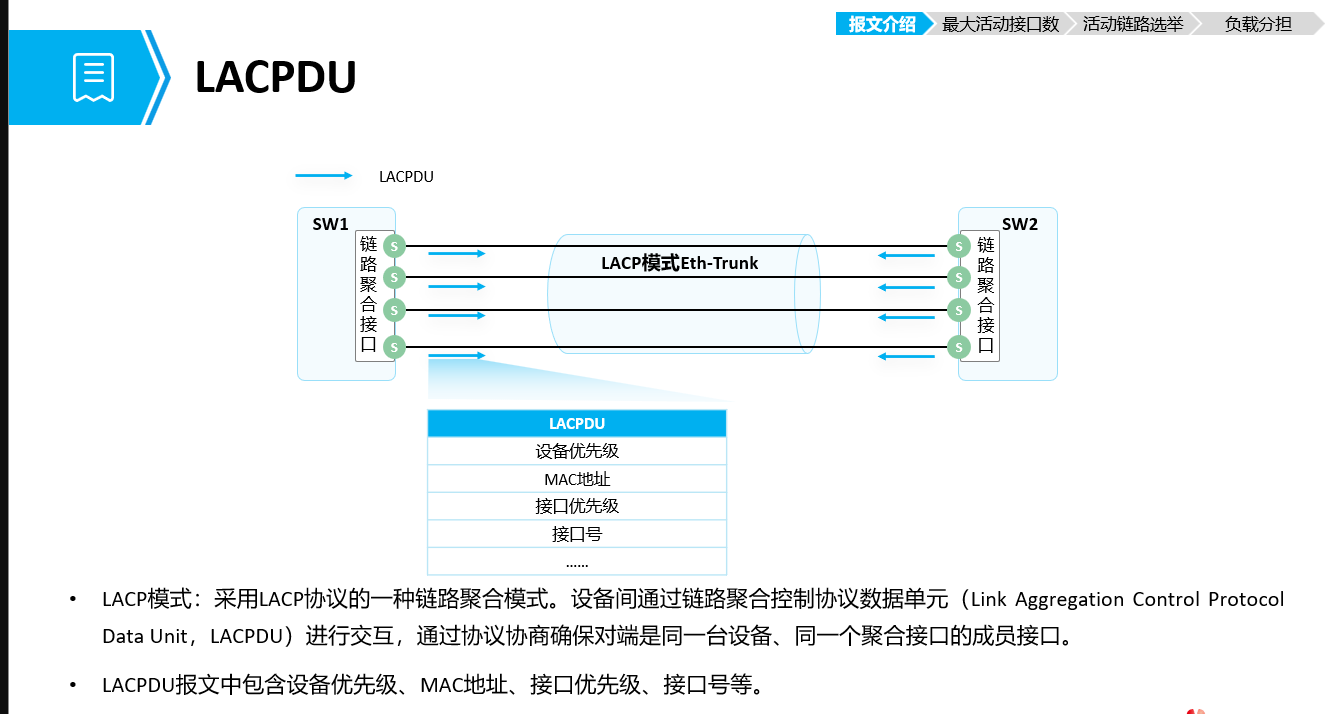 报文介绍 最大活动接口数 活动链路选举 负载分担
LACPDU
LACPDU
SW1
SW2
链路聚合接口
S
S
S
S
LACP模式Eth-Trunk
S
S
S
S
链路聚合接口
LACPDU
设备优先级
MAC地址
接口优先级
接口号
......
• LACP模式：采用LACP协议的一种链路聚合模式。设备间通过链路聚合控制协议数据单元（Link Aggregation Control Protocol
Data Unit，LACPDU）进行交互，通过协议协商确保对端是同一台设备、同一个聚合接口的成员接口。
• LACPDU报文中包含设备优先级、MAC地址、接口优先级、接口号等。